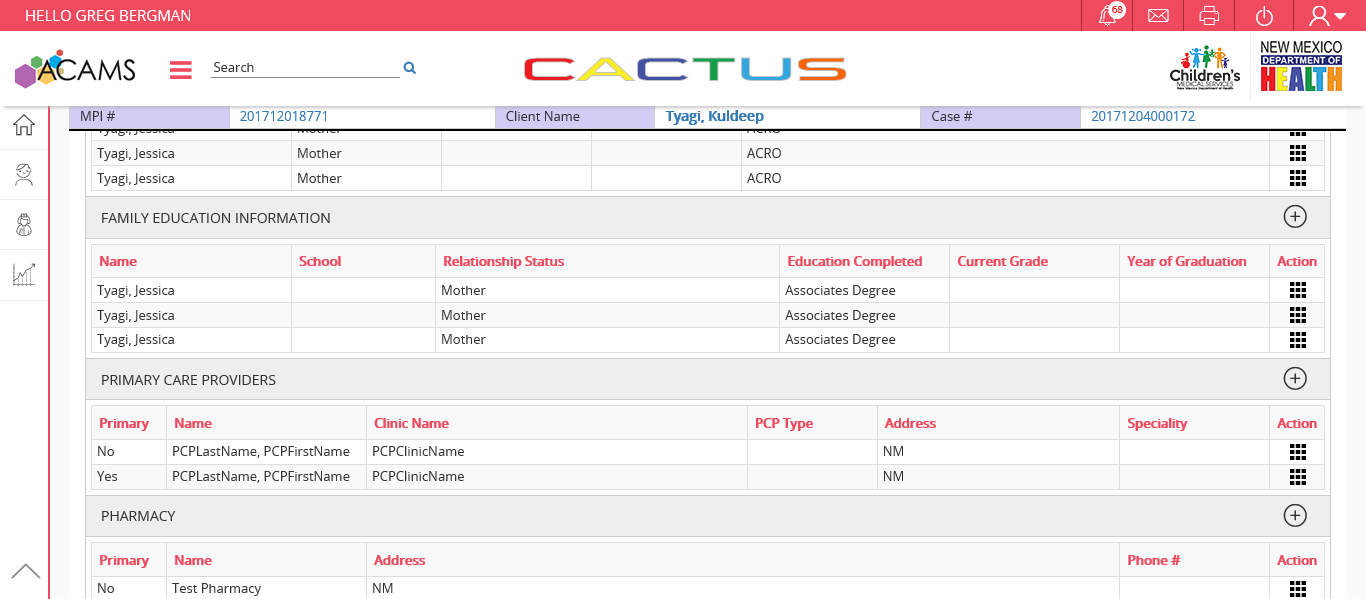 HELLO GREG BERGMAN
68
ACAMS
Search
CACTUS
Children's
MEDICAL SERVICES
NEW MEXICO
DEPARTMENT OF
HEALTH
MPI # 201712018771 Client Name Tyagi, Kuldeep Case # 20171204000172
Tyagi, Jessica Mother ACRO
Tyagi, Jessica Mother ACRO
Tyagi, Jessica Mother ACRO
FAMILY EDUCATION INFORMATION
Name School Relationship Status Education Completed Current Grade Year of Graduation Action
Tyagi, Jessica Mother Associates Degree
Tyagi, Jessica Mother Associates Degree
Tyagi, Jessica Mother Associates Degree
PRIMARY CARE PROVIDERS
Primary Name Clinic Name PCP Type Address Speciality Action
No PCPLastName, PCPFirstName PCPClinicName NM
Yes PCPLastName, PCPFirstName PCPClinicName NM
PHARMACY
Primary Name Address Phone # Action
No Test Pharmacy NM